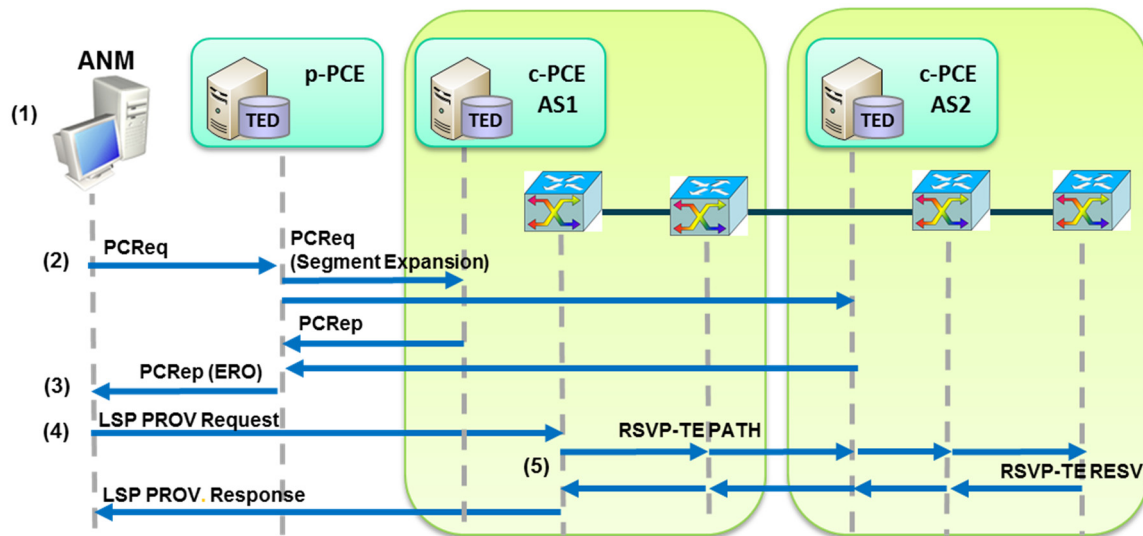 ANM
p-PCE
c-PCE
AS1
c-PCE
AS2
(1)
TED
TED
TED
(2)
PCReq
PCReq
(Segment Expansion)
PCRep
(3)
PCRep (ERO)
(4)
LSP PROV Request
RSVP-TE PATH
(5)
RSVP-TE RESV
LSP PROV. Response